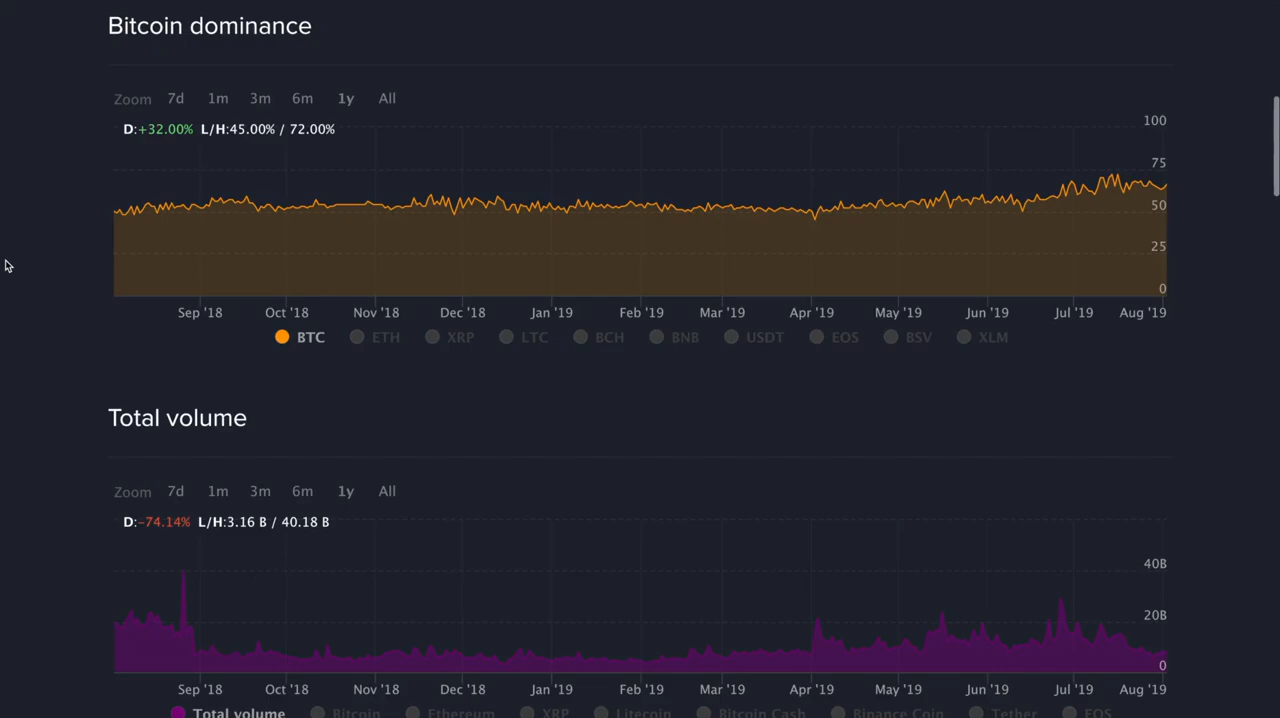 Bitcoin dominance
Zoom 7d 1m 3m 6m 1y All
D:+32.00% L/H:45.00% / 72.00%
100
75
50
25
0
Sep '18 Oct '18 Nov '18 Dec '18 Jan '19 Feb '19 Mar '19 Apr '19 May '19 Jun '19 Jul '19 Aug '19
BTC ETH XRP LTC BCH BNB USDT EOS BSV XLM
Total volume
Zoom 7d 1m 3m 6m 1y All
D:-74.14% L/H:3.16 B / 40.18 B
40B
20B
0
Sep '18 Oct '18 Nov '18 Dec '18 Jan '19 Feb '19 Mar '19 Apr '19 May '19 Jun '19 Jul '19 Aug '19
Total volume Bitcoin Ethereum XRP Litecoin Bitcoin Cash Binance Coin Tether EOS